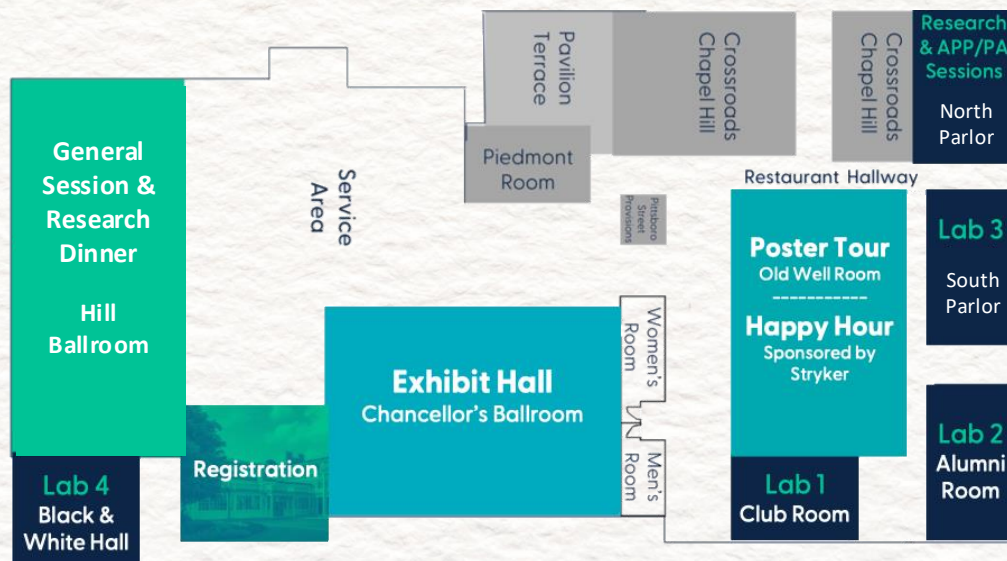 General
Session &
Research
Dinner
Hill
Ballroom
Lab 4
Black &
White Hall
Registration
Service
Area
Pavilion
Terrace
Piedmont
Room
Crossroads
Chapel Hill
Pittsboro
Street
Provisions
Exhibit Hall
Chancellor's Ballroom
Women's
Room
Men's
Room
Crossroads
Chapel Hill
Research
& APP/PA
Sessions
North
Parlor
Restaurant Hallway
Poster Tour
Old Well Room
-----------
Happy Hour
Sponsored by
Stryker
Lab 1
Club Room
Lab 3
South
Parlor
Lab 2
Alumni
Room